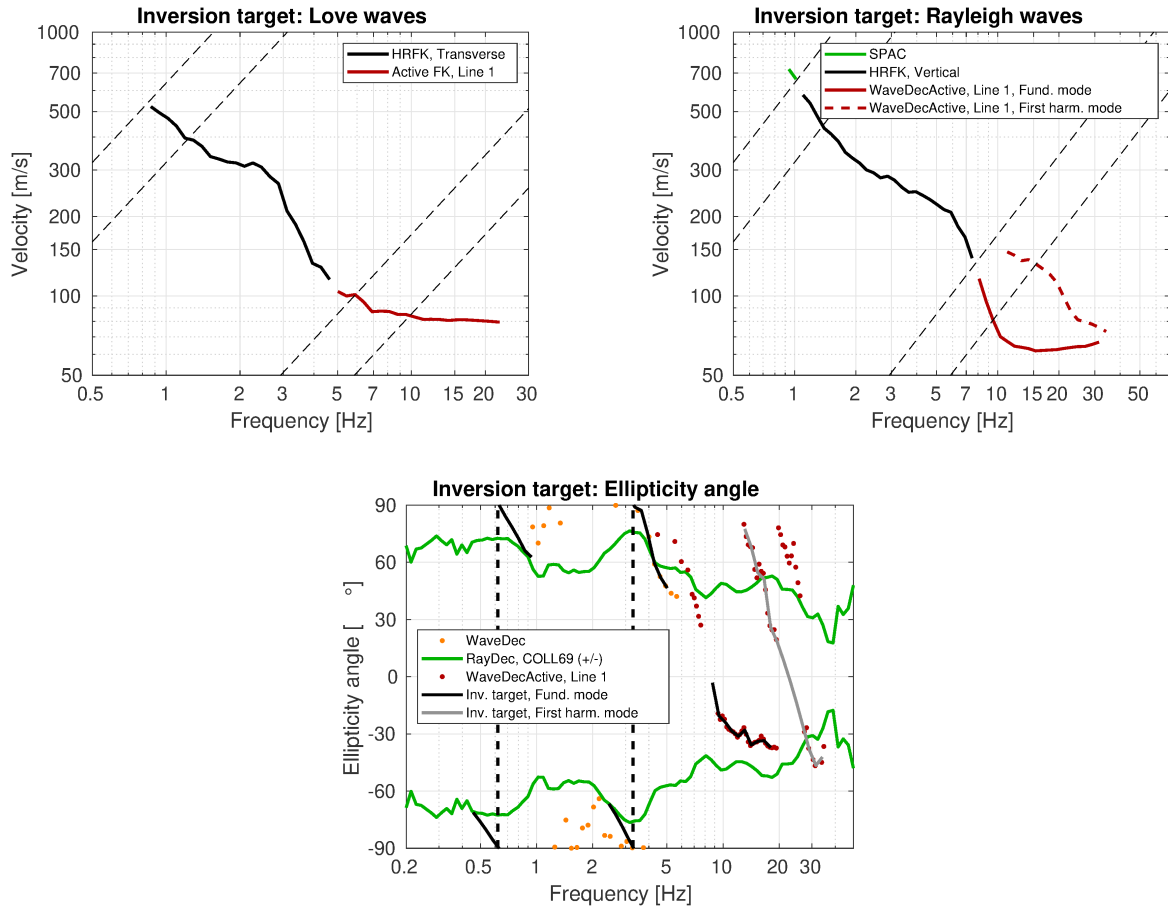 Inversion target: Love waves
1000
700
500
300
200
150
100
50
Velocity [m/s]
HRFK, Transverse
Active FK, Line 1
0.5 1 2 3 5 7 10 20 30
Frequency [Hz]
Inversion target: Rayleigh waves
1000
700
500
300
200
150
100
50
Velocity [m/s]
SPAC
HRFK, Vertical
WaveDecActive, Line 1, Fund. mode
WaveDecActive, Line 1, First harm. mode
0.5 1 2 3 6 10 15 20 30 50
Frequency [Hz]
Inversion target: Ellipticity angle
90
60
30
0
-30
-60
-90
Ellipticity angle [ °]
WaveDec
RayDec, COLL69 (+/-)
WaveDecActive, Line 1
Inv. target, Fund. mode
Inv. target, First harm. mode
0.2 0.5 1 2 5 10 20 30
Frequency [Hz]